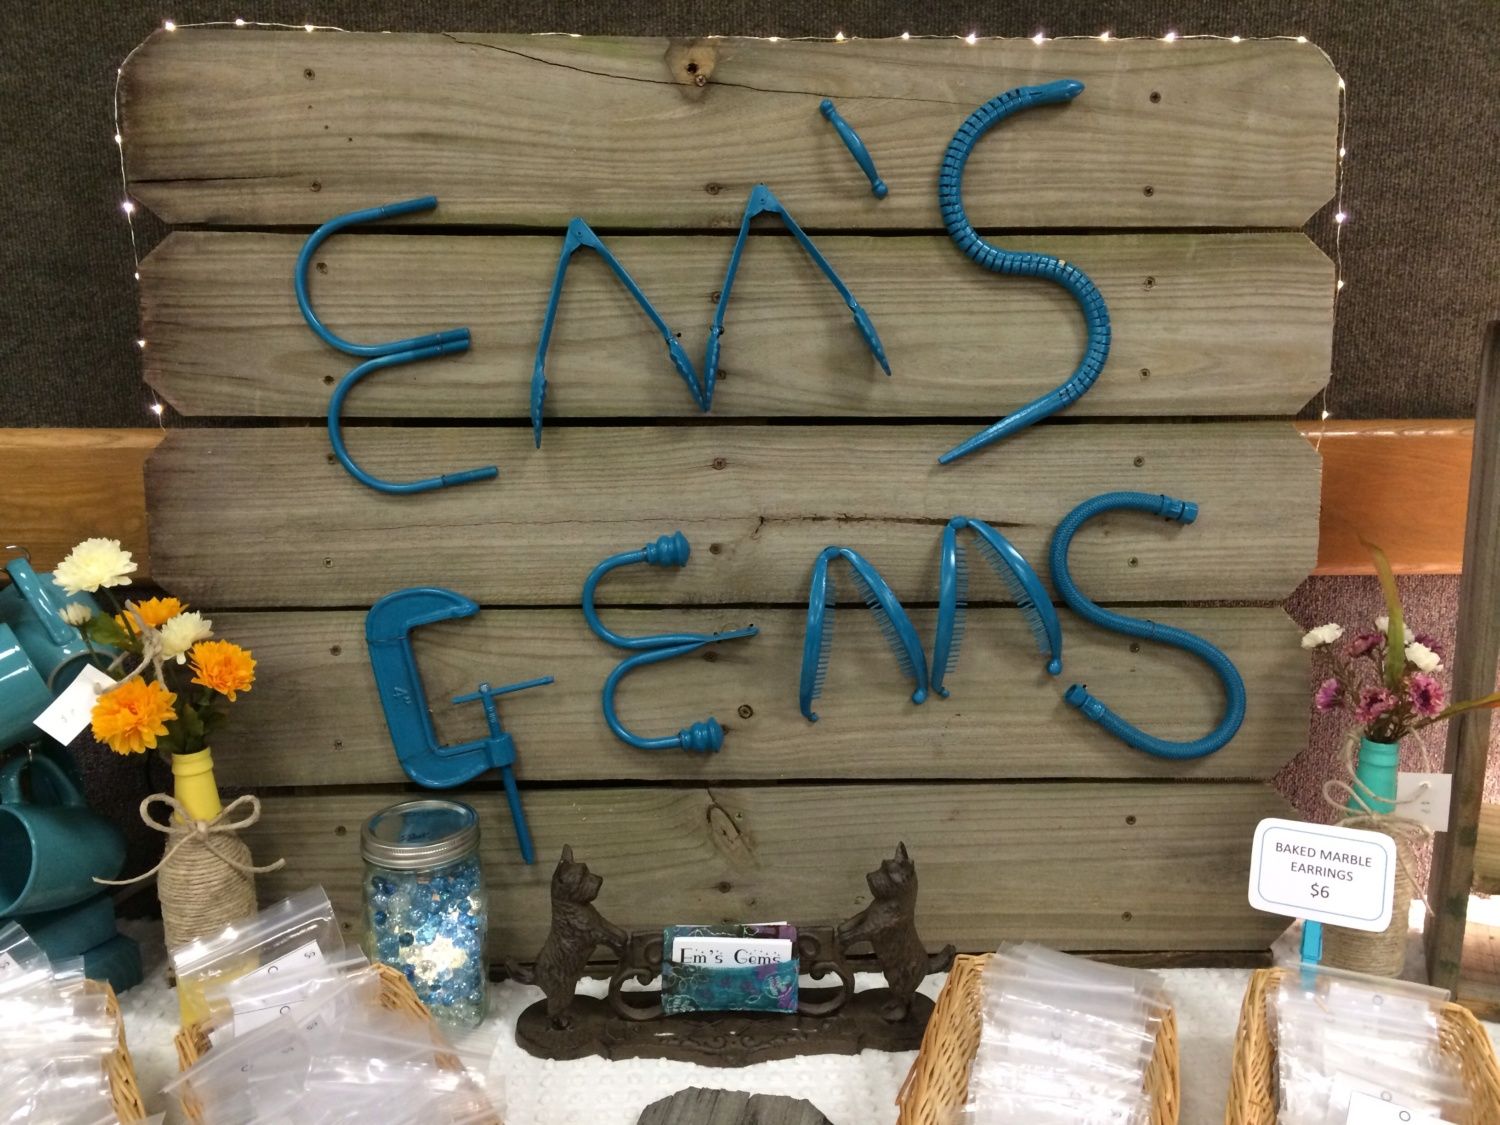 EM'S
GEMS
BAKED MARBLE
EARRINGS
$6
Em's Gems